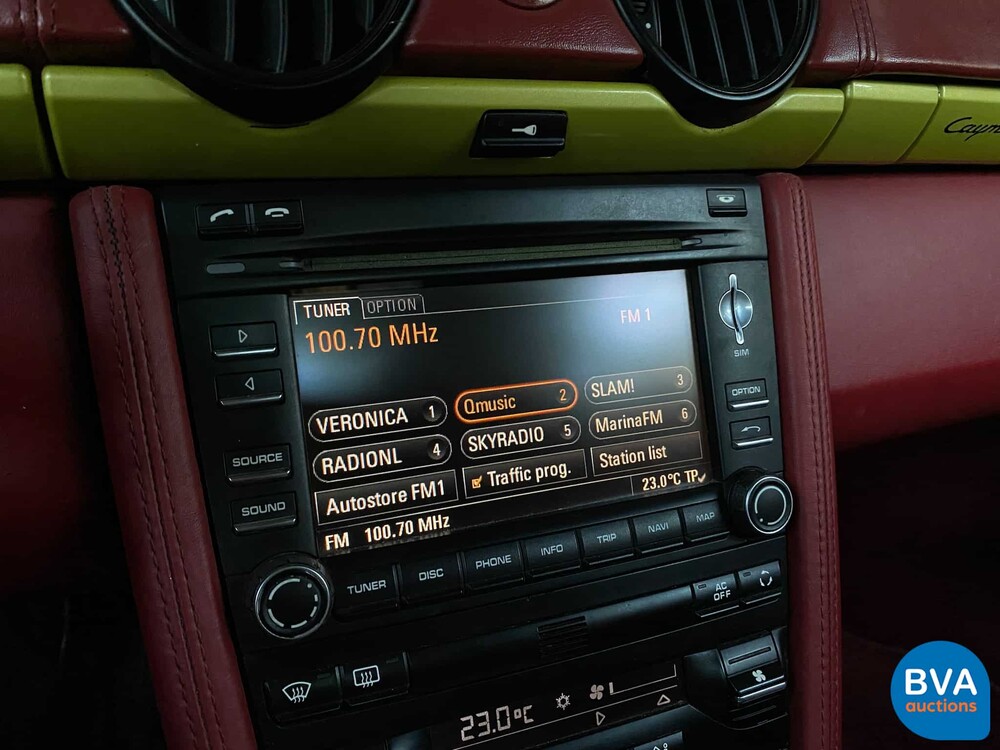 Caym
TUNER OPTION
100.70 MHz FM 1
SIM
VERONICA 1 Qmusic 2 SLAM! 3
RADIONL 4 SKYRADIO 5 MarinaFM 6
Autostore FM1 Traffic prog. Station list
FM 100.70 MHz 23.0°C TP
OPTION
SOURCE
SOUND
TUNER DISC PHONE INFO TRIP NAVI MAP
AC
OFF
23.0°C
BVA
auctions